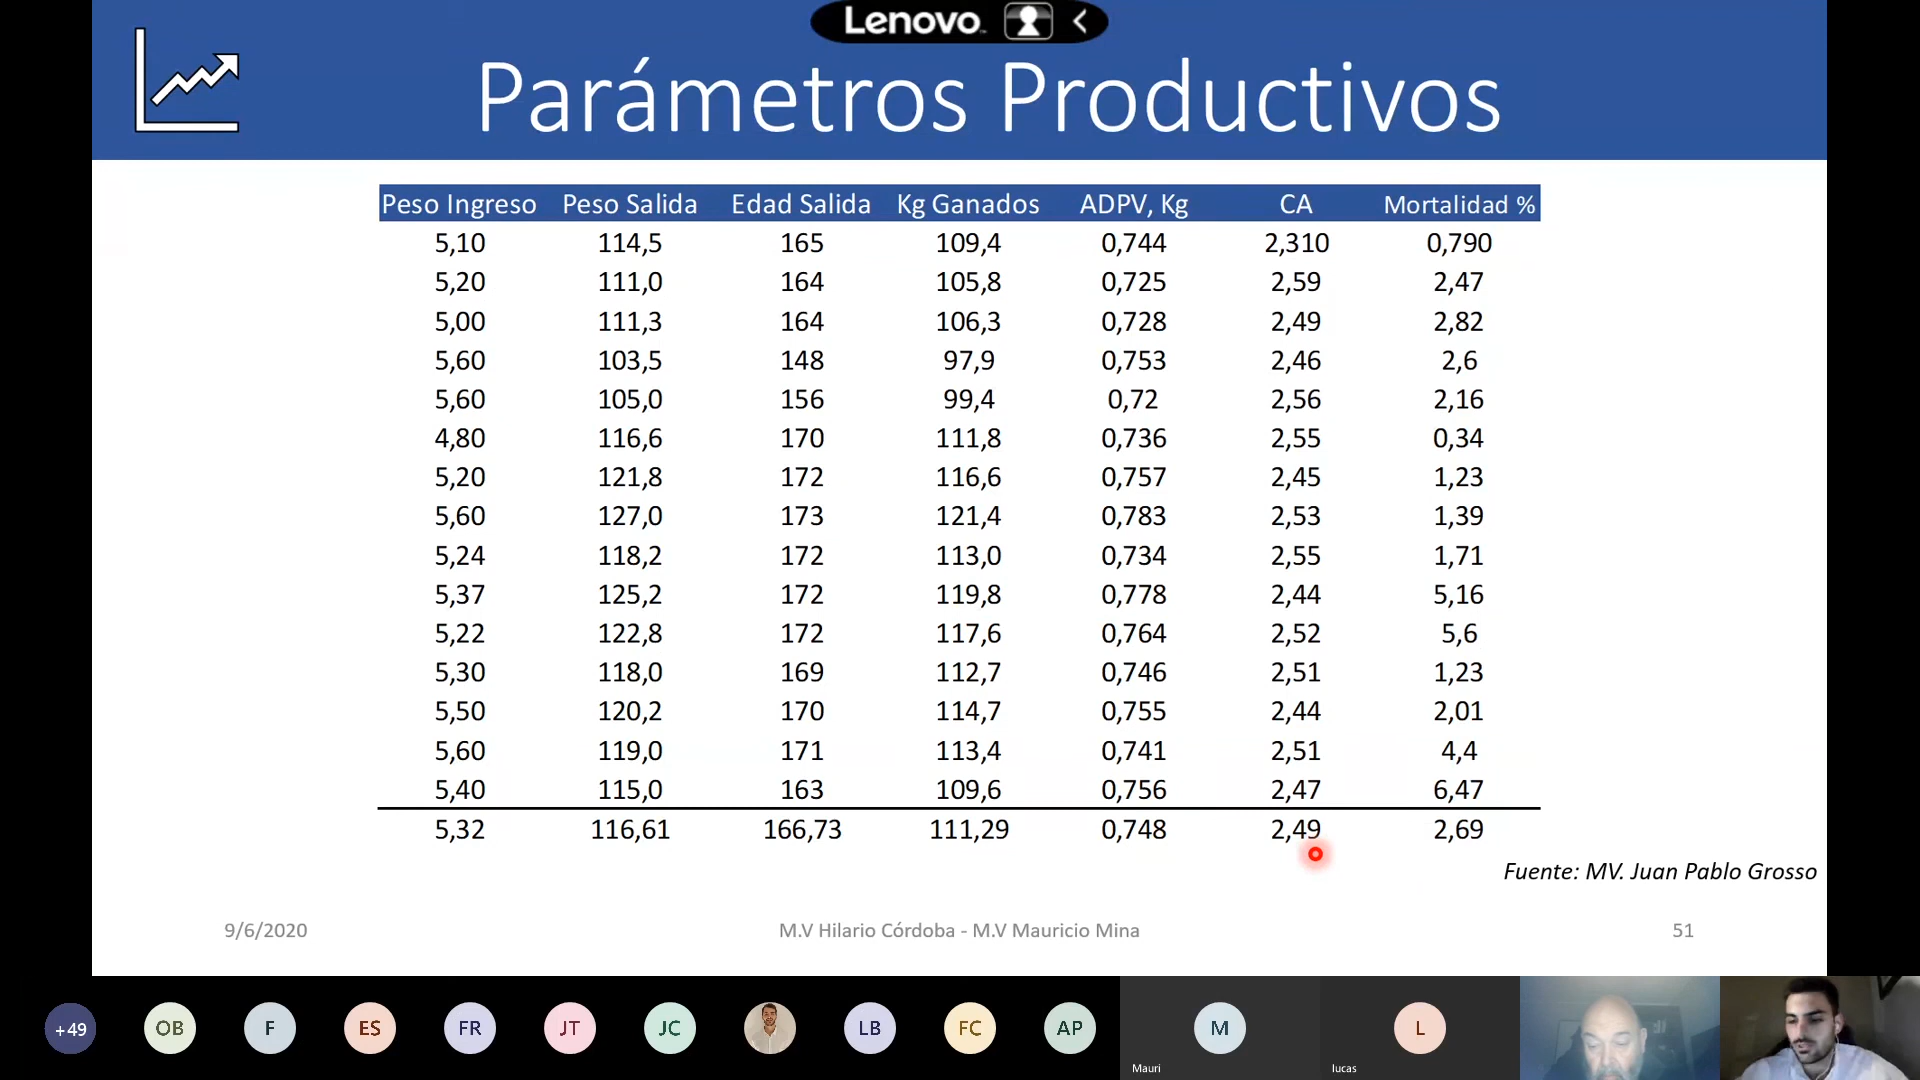 Lenovo
Parámetros Productivos
Peso Ingreso Peso Salida Edad Salida Kg Ganados ADPV, Kg CA Mortalidad %
5,10 114,5 165 109,4 0,744 2,310 0,790
5,20 111,0 164 105,8 0,725 2,59 2,47
5,00 111,3 164 106,3 0,728 2,49 2,82
5,60 103,5 148 97,9 0,753 2,46 2,6
5,60 105,0 156 99,4 0,72 2,56 2,16
4,80 116,6 170 111,8 0,736 2,55 0,34
5,20 121,8 172 116,6 0,757 2,45 1,23
5,60 127,0 173 121,4 0,783 2,53 1,39
5,24 118,2 172 113,0 0,734 2,55 1,71
5,37 125,2 172 119,8 0,778 2,44 5,16
5,22 122,8 172 117,6 0,764 2,52 5,6
5,30 118,0 169 112,7 0,746 2,51 1,23
5,50 120,2 170 114,7 0,755 2,44 2,01
5,60 119,0 171 113,4 0,741 2,51 4,4
5,40 115,0 163 109,6 0,756 2,47 6,47
5,32 116,61 166,73 111,29 0,748 2,49 2,69
Fuente: MV. Juan Pablo Grosso
9/6/2020 M.V Hilario Córdoba - M.V Mauricio Mina 51
+49 OB F ES FR JT JC LB FC AP M L
Mauri lucas